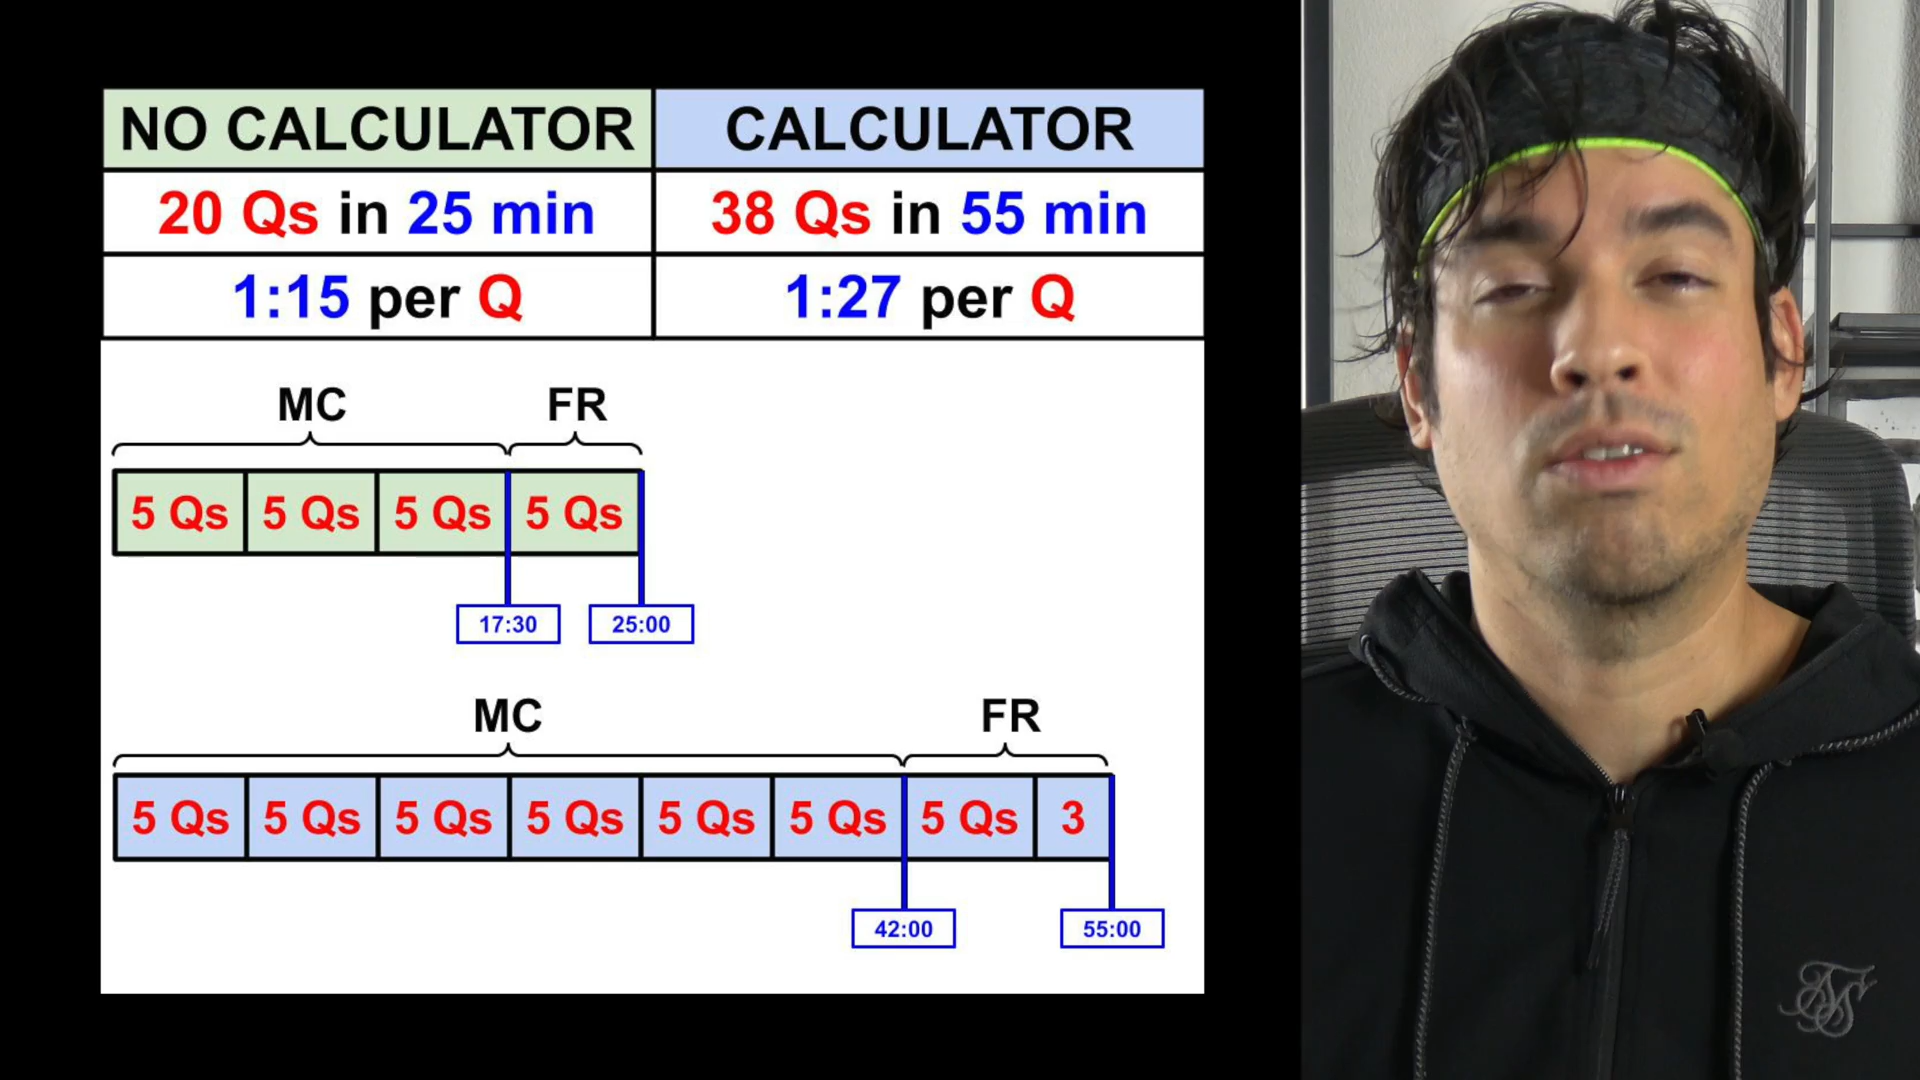 NO CALCULATOR CALCULATOR
20 Qs in 25 min 38 Qs in 55 min
1:15 per Q 1:27 per Q
MC FR
5 Qs 5 Qs 5 Qs 5 Qs
17:30 25:00
MC FR
5 Qs 5 Qs 5 Qs 5 Qs 5 Qs 5 Qs 5 Qs 3
42:00 55:00